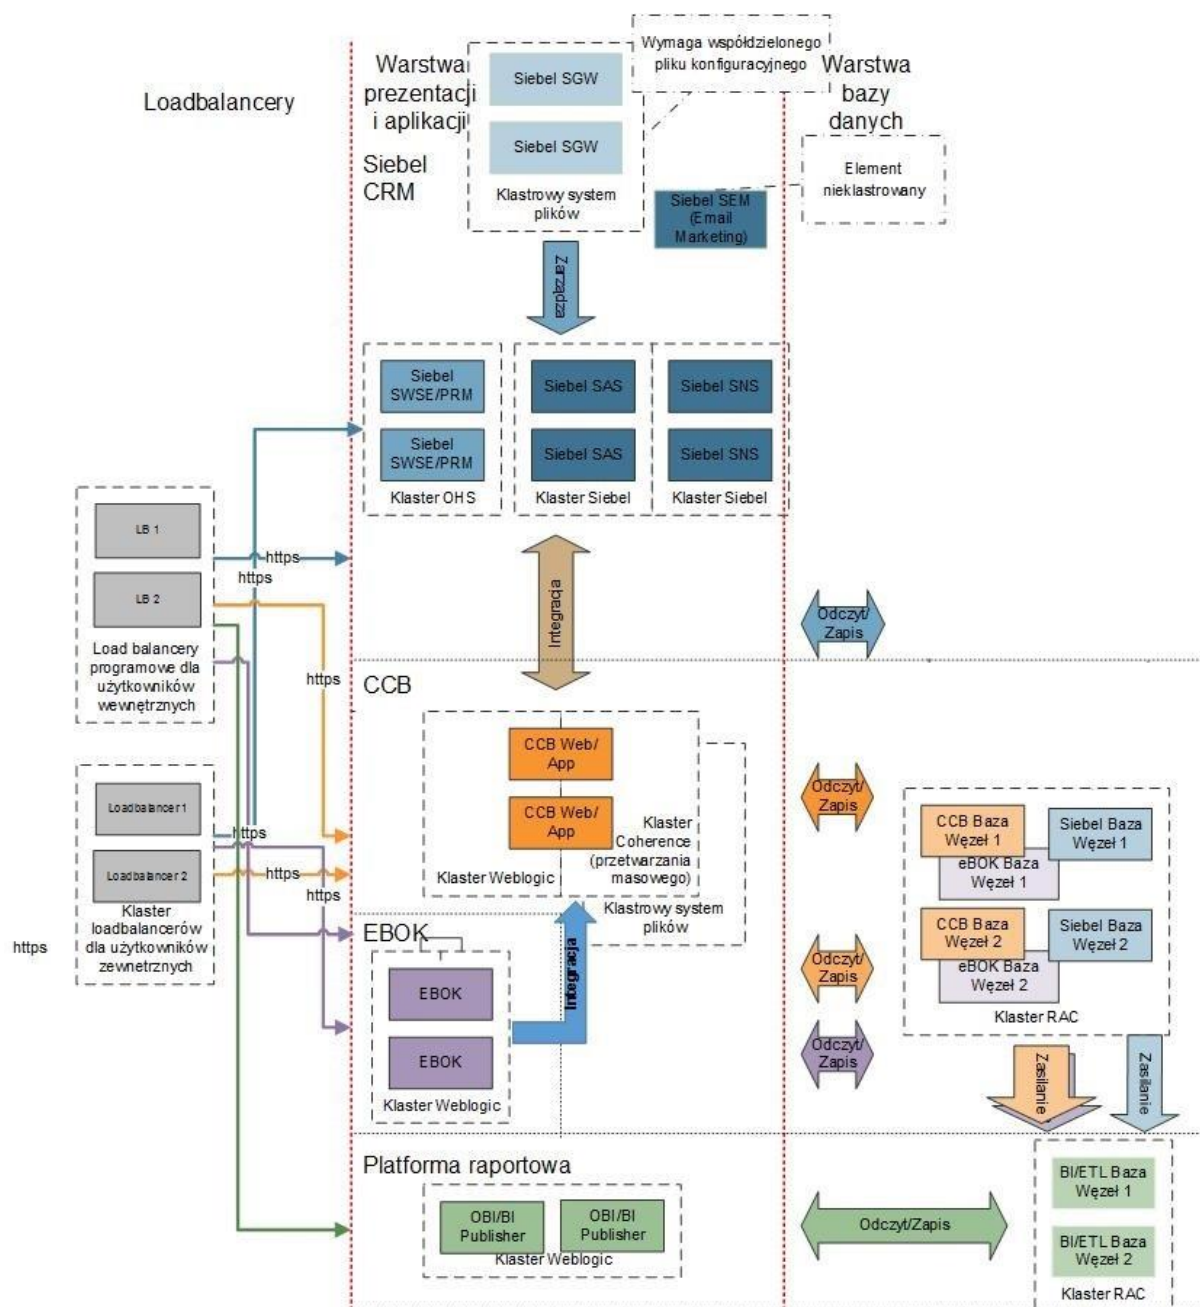 Loadbalancery
Warstwa
prezentacji
i aplikacji
Siebel SGW
Siebel SGW
Klastrowy system
plików
Wymaga współdzielonego
pliku konfiguracyjnego
Warstwa
bazy
danych
Siebel
CRM
Siebel SEM
(Email
Marketing)
Element
nieklastrowany
Zarządza
Siebel
SWSE/PRM
Siebel
SWSE/PRM
Klaster OHS
Siebel SAS
Siebel SAS
Klaster Siebel
Siebel SNS
Siebel SNS
Klaster Siebel
LB 1
LB 2
Load balancery
programowe dla
użytkowników
wewnętrznych
https
https
https
Integracja
Odczyt/
Zapis
CCB
CCB Web/
App
CCB Web/
App
Klaster Weblogic
Klaster
Coherence
(przetwarzania
masowego)
Klastrowy system
plików
Odczyt/
Zapis
Loadbalancer 1
Loadbalancer 2
Klaster
loadbalancerów
dla użytkowników
zewnetrznych
https
https
https
https
CCB Baza
Węzeł 1
Siebel Baza
Węzeł 1
eBOK Baza
Węzeł 1
CCB Baza
Węzeł 2
Siebel Baza
Węzeł 2
eBOK Baza
Węzeł 2
Klaster RAC
EBOK
EBOK
EBOK
Klaster Weblogic
Integracja
Odczyt/
Zapis
Odczyt/
Zapis
Zasilanie
Zasilanie
Platforma raportowa
OBI/BI
Publisher
OBI/BI
Publisher
Klaster Weblogic
Odczyt/Zapis
BI/ETL Baza
Węzeł 1
BI/ETL Baza
Węzeł 2
Klaster RAC